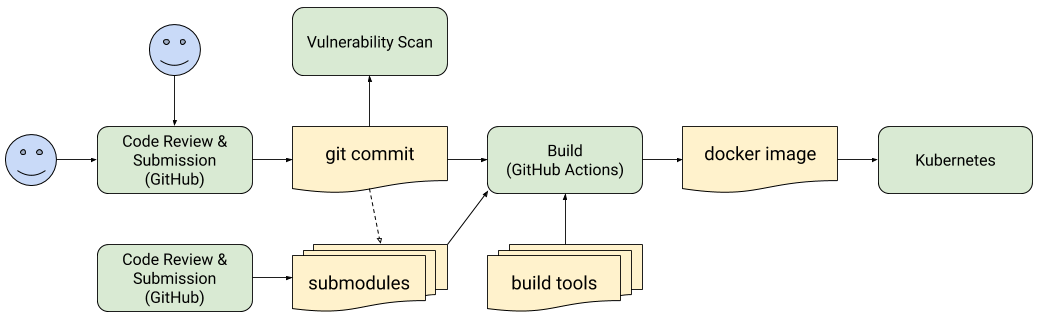 Vulnerability Scan
Code Review &
Submission
(GitHub)
git commit
Build
(GitHub Actions)
docker image
Kubernetes
Code Review &
Submission
(GitHub)
submodules
build tools